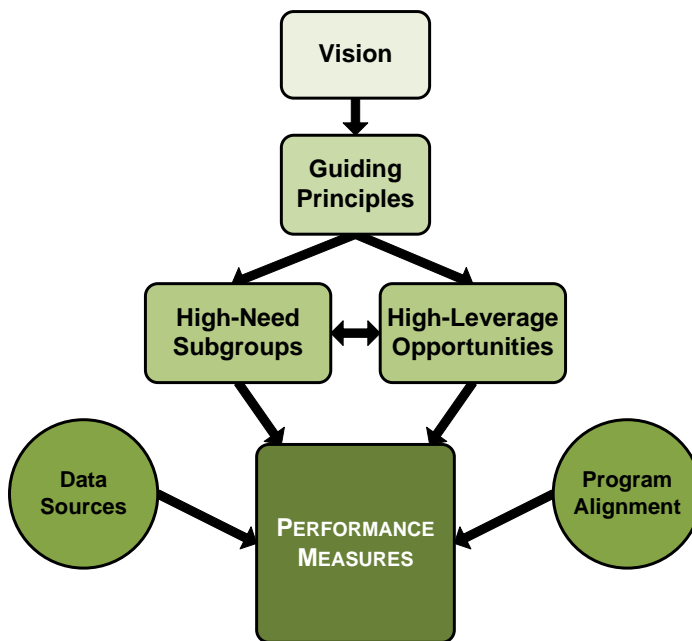 Vision
Guiding
Principles
High-Need
Subgroups
High-Leverage
Opportunities
Data
Sources
Program
Alignment
PERFORMANCE
MEASURES